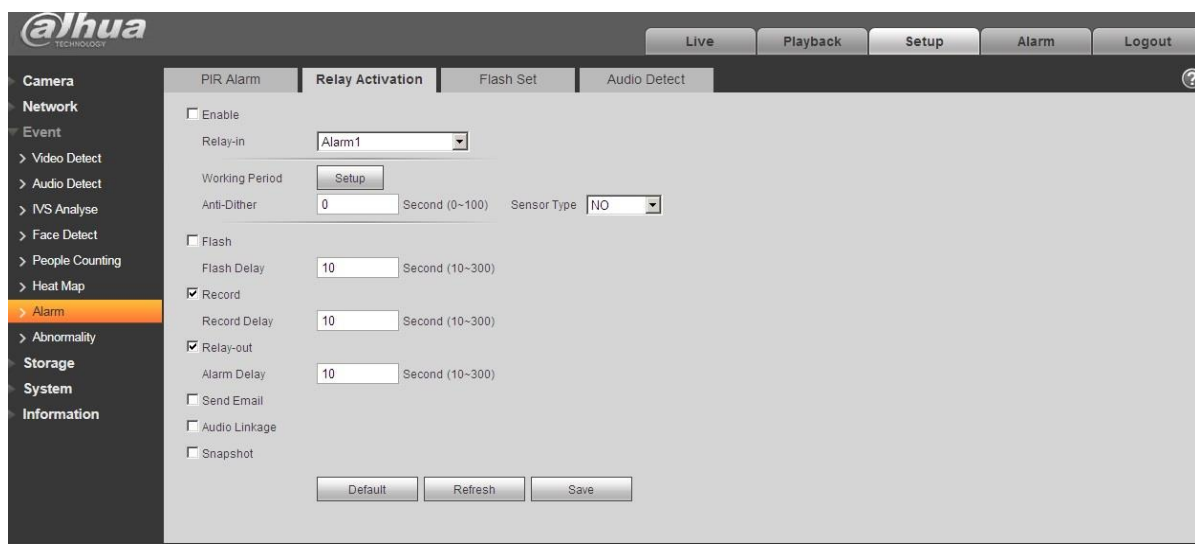 alhua
TECHNOLOGY
Live Playback Setup Alarm Logout
Camera
Network
Event
> Video Detect
> Audio Detect
> IVS Analyse
> Face Detect
> People Counting
> Heat Map
> Alarm
> Abnormality
Storage
System
Information
PIR Alarm Relay Activation Flash Set Audio Detect
?
Enable
Relay-in Alarm1
Working Period Setup
Anti-Dither 0 Second (0~100) Sensor Type NO
Flash
Flash Delay 10 Second (10~300)
Record
Record Delay 10 Second (10~300)
Relay-out
Alarm Delay 10 Second (10~300)
Send Email
Audio Linkage
Snapshot
Default Refresh Save